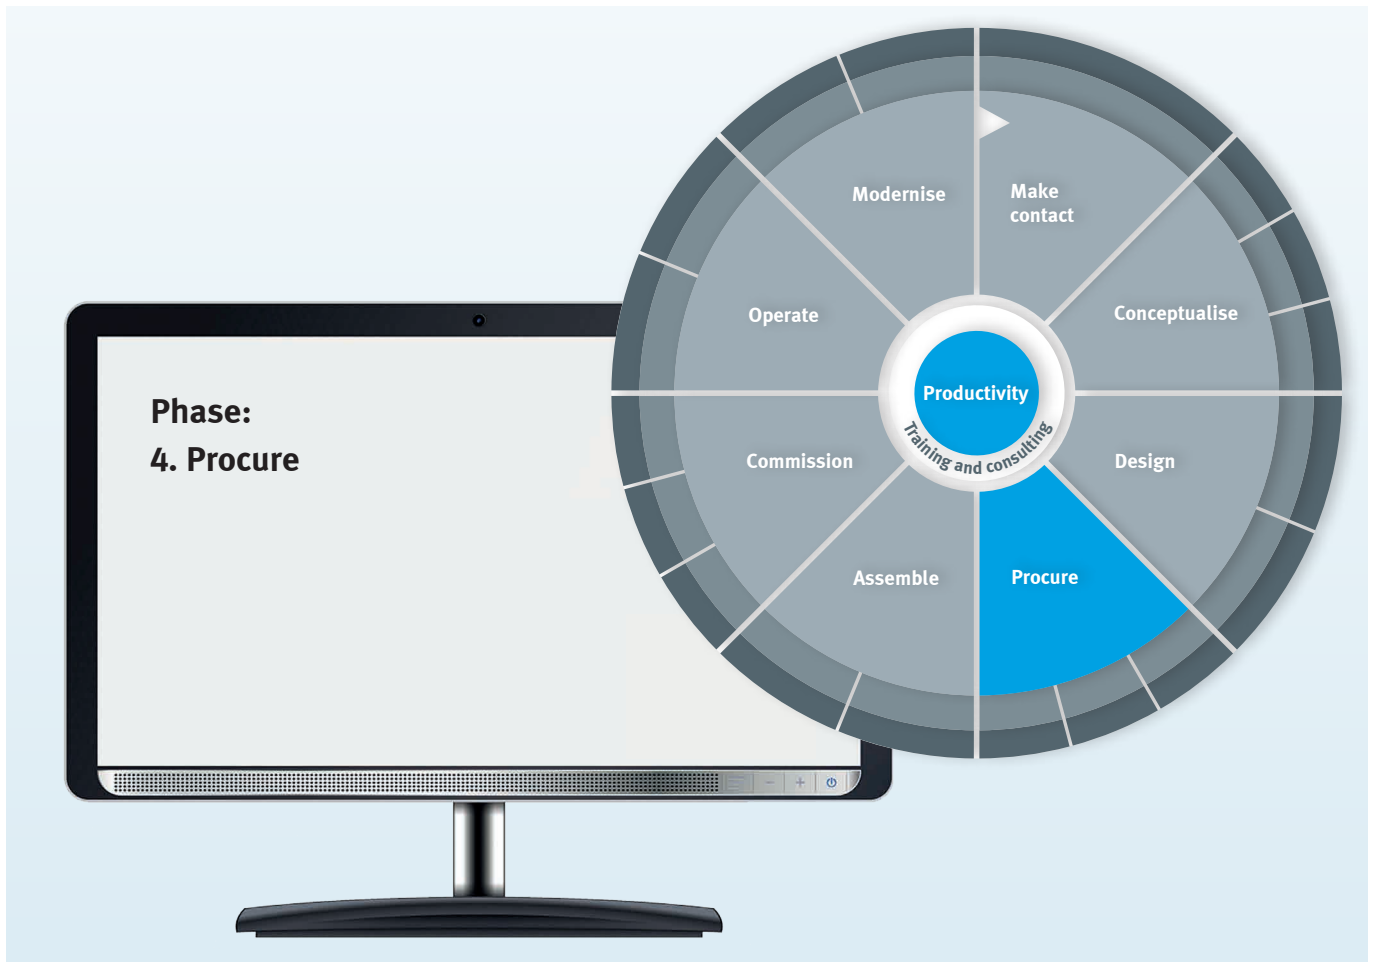 Phase:
4. Procure
Modernise
Make
contact
Operate
Conceptualise
Productivity
Training and consulting
Commission
Design
Assemble
Procure